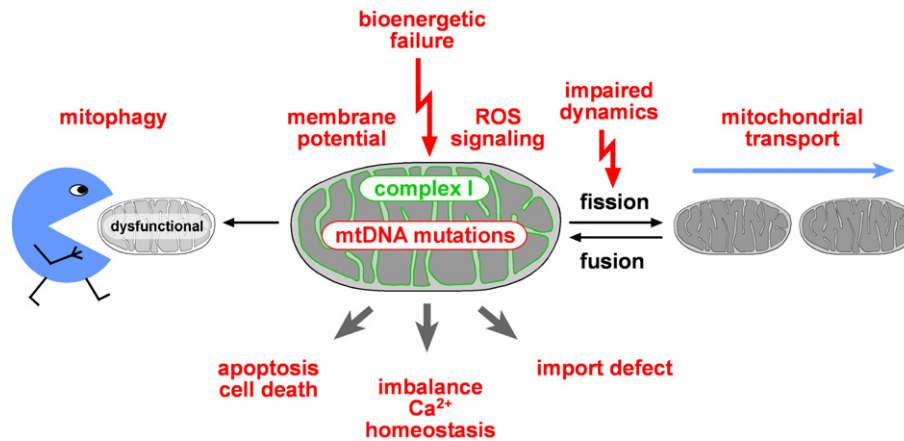 bioenergetic
failure
mitophagy
membrane
potential
ROS
signaling
impaired
dynamics
mitochondrial
transport
complex I
mtDNA mutations
dysfunctional
fission
fusion
apoptosis
cell death
imbalance
Ca²⁺
homeostasis
import defect